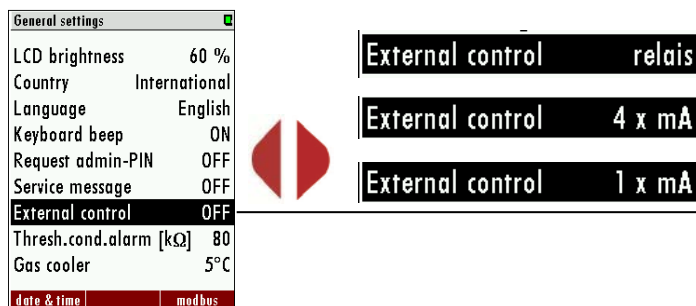 General settings
LCD brightness 60 %
Country International
Language English
Keyboard beep ON
Request admin-PIN OFF
Service message OFF
External control OFF
Thresh.cond.alarm [kΩ] 80
Gas cooler 5°C
date & time modbus
External control relais
External control 4 x mA
External control 1 x mA